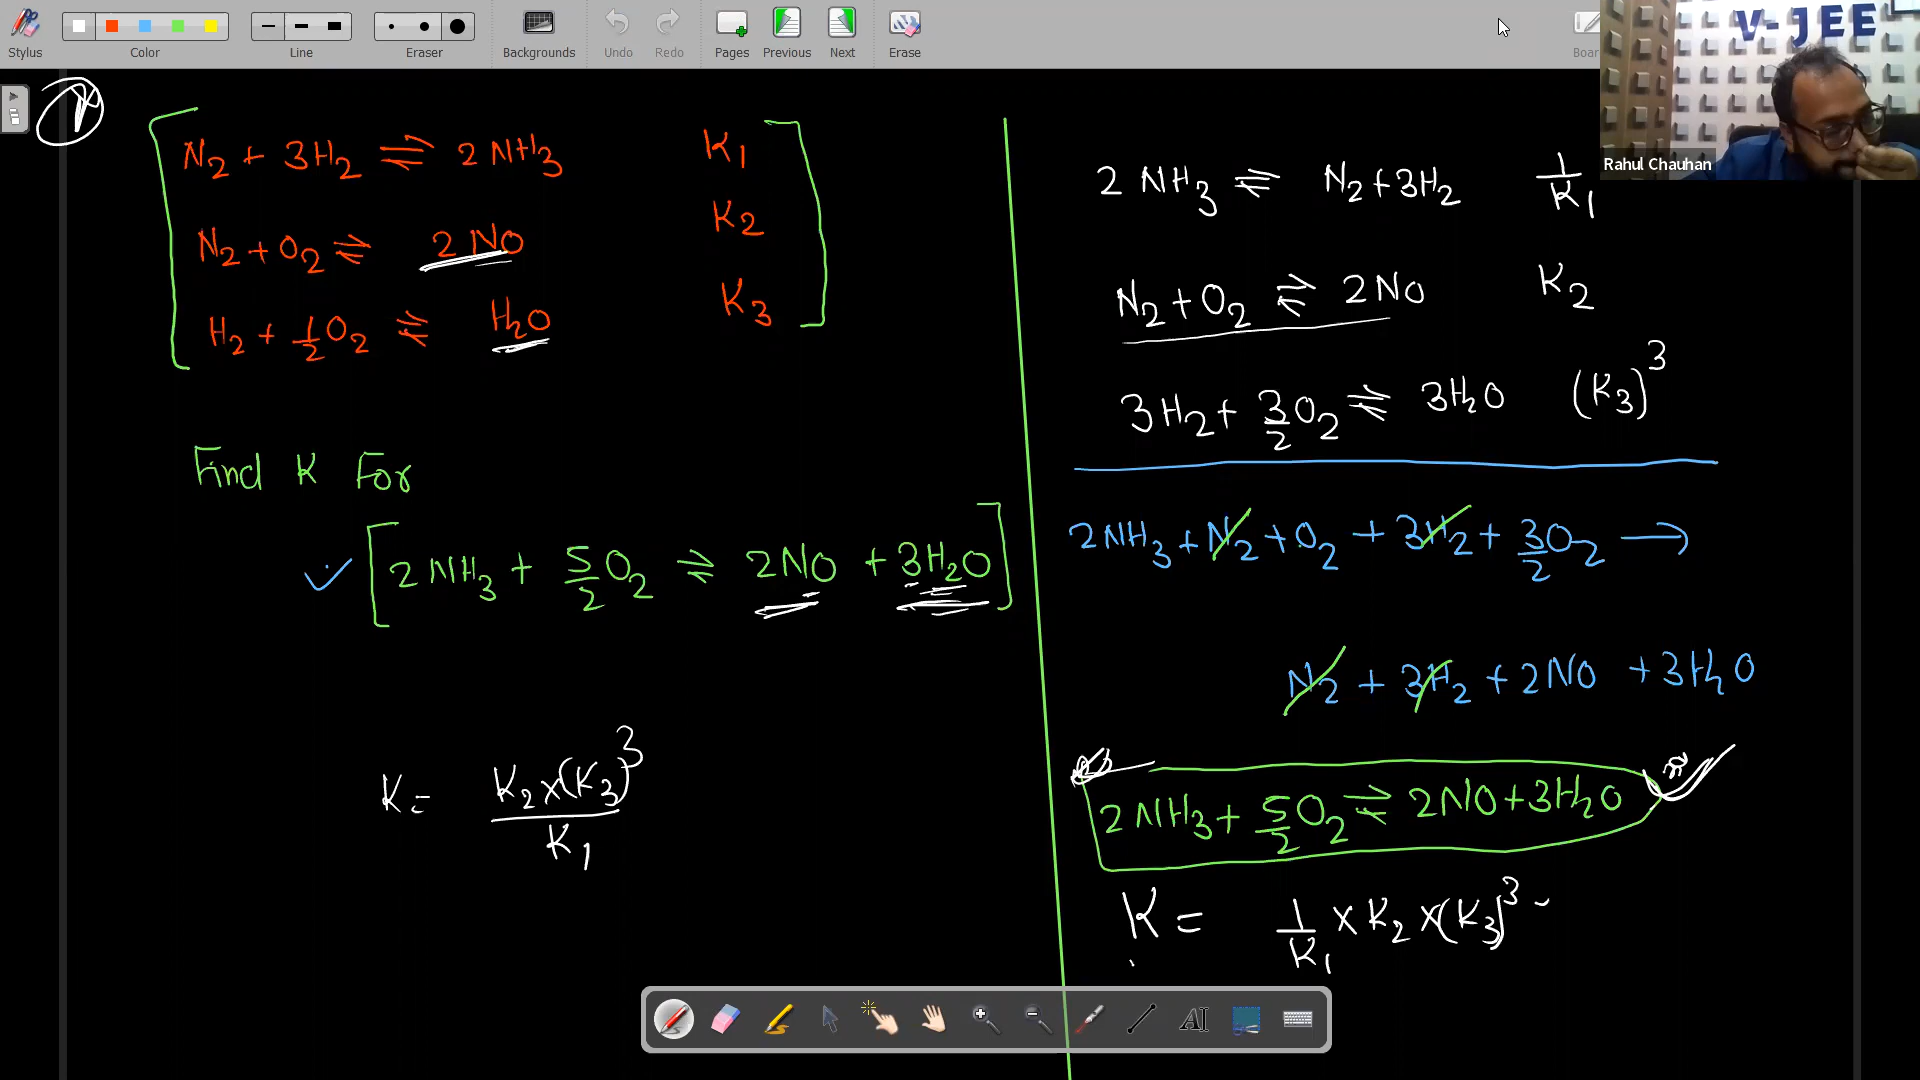 Stylus
Color
Line
Eraser
Backgrounds
Undo
Redo
Pages
Previous
Next
Erase
V-JEE
Rahul Chauhan
N2 + 3H2 ⇌ 2NH3 K1
N2 + O2 ⇌ 2NO K2
H2 + 1/2 O2 ⇌ H2O K3
Find K For
[2NH3 + 5/2 O2 ⇌ 2NO + 3H2O]
K = K2×(K3)^3 / K1
2NH3 ⇌ N2+3H2 1/K1
N2+O2 ⇌ 2NO K2
3H2+ 3/2 O2 ⇌ 3H2O (K3)^3
2NH3 + N2 + O2 + 3H2 + 3/2 O2 →
N2 + 3H2 + 2NO + 3H2O
2NH3 + 5/2 O2 ⇌ 2NO+3H2O
K = 1/K1 × K2 ×(K3)^3
AI